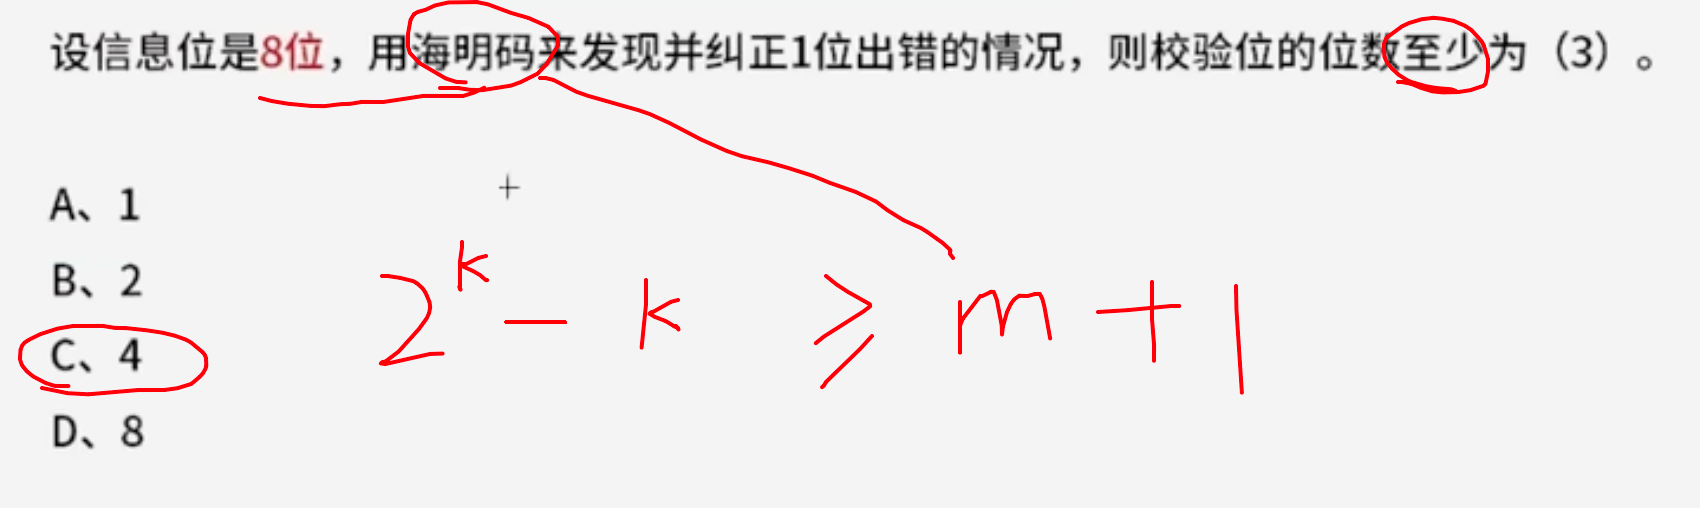 设信息位是8位，用海明码来发现并纠正1位出错的情况，则校验位的位数至少为（3）。
A、1
B、2
C、4
D、8
2^k - k ≥ m + 1